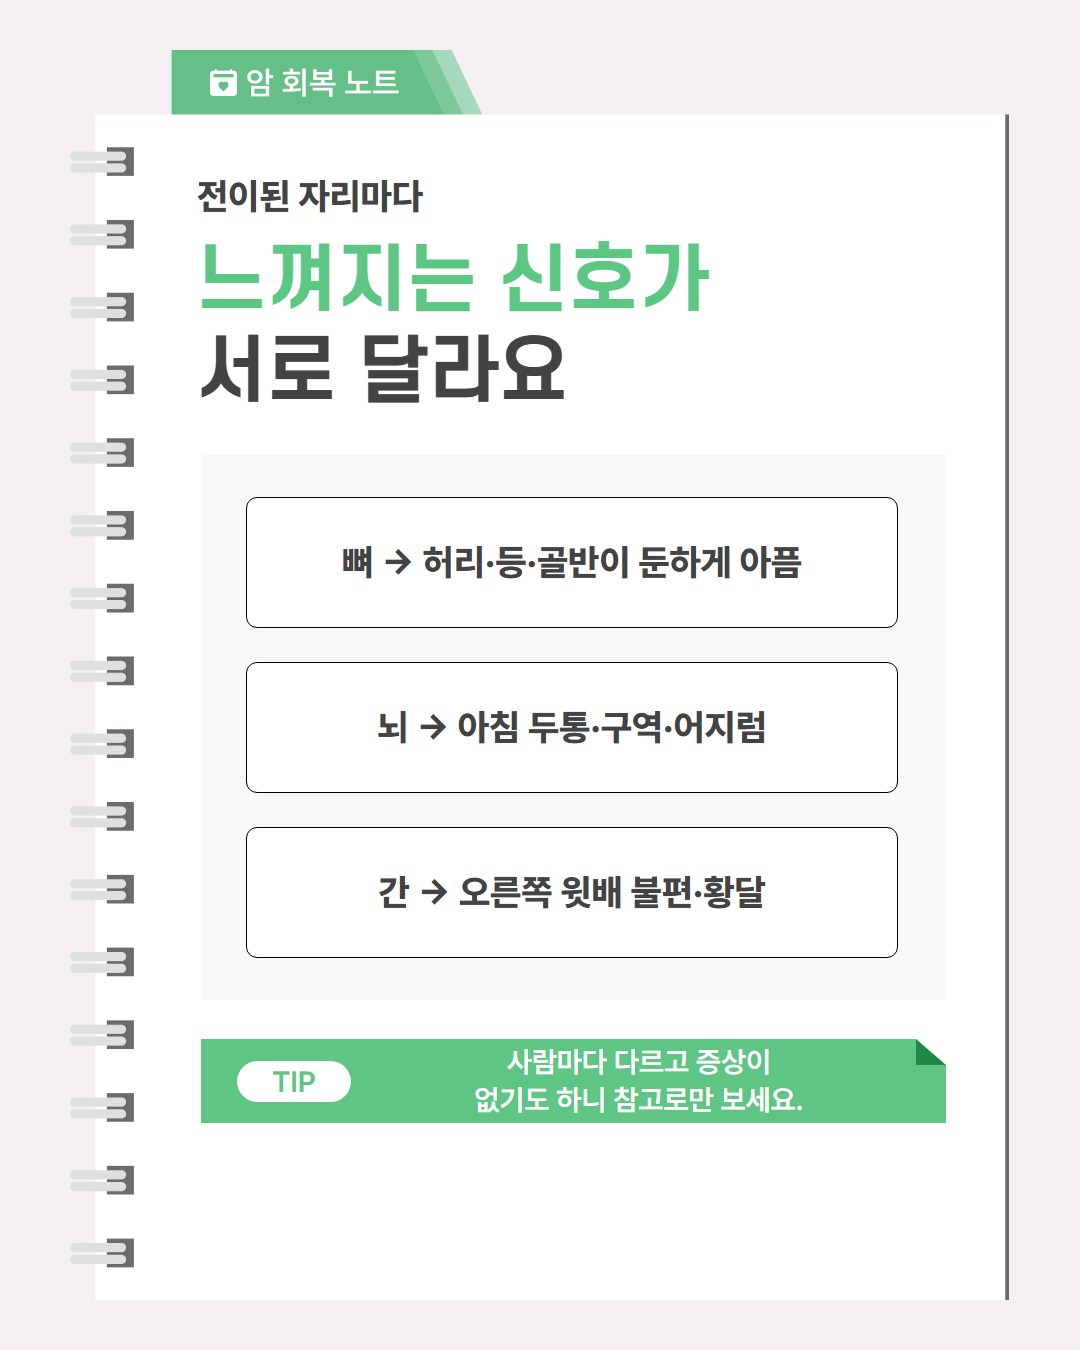 암 회복 노트
전이된 자리마다
느껴지는 신호가
서로 달라요
뼈 → 허리·등·골반이 둔하게 아픔
뇌 → 아침 두통·구역·어지럼
간 → 오른쪽 윗배 불편·황달
TIP
사람마다 다르고 증상이
없기도 하니 참고로만 보세요.